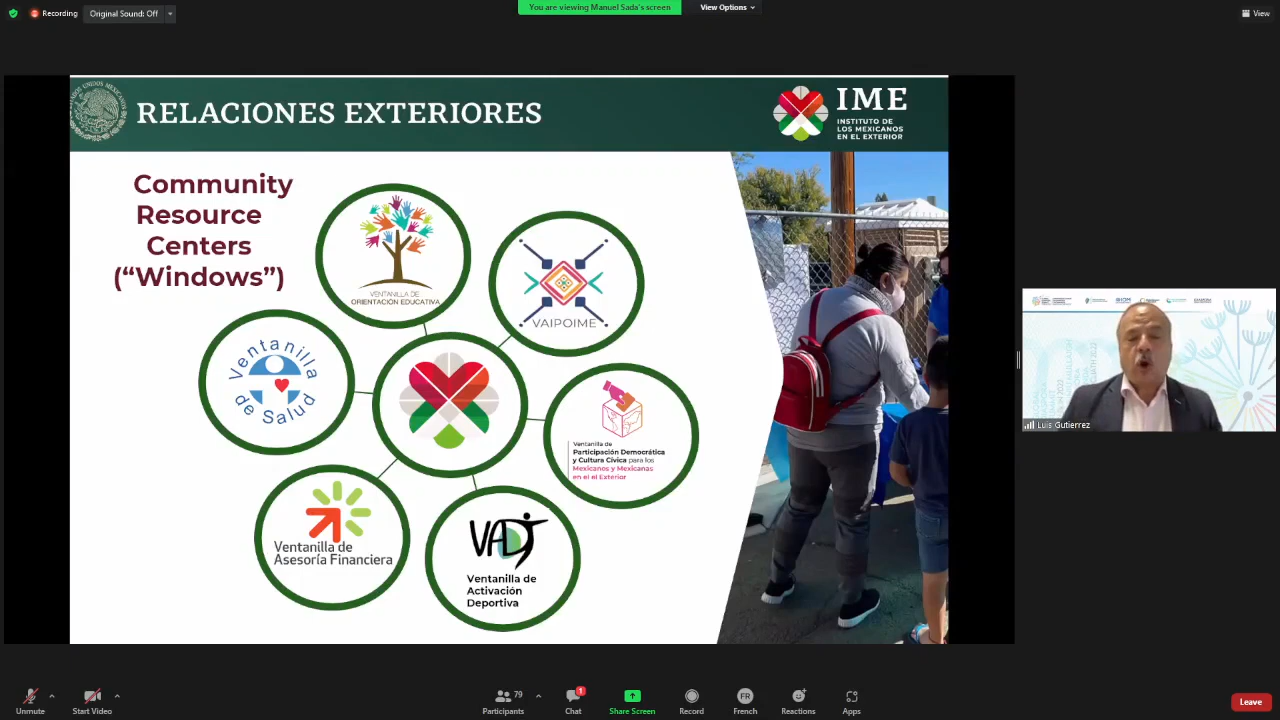 Recording
Original Sound: Off
You are viewing Manuel Sada's screen
View Options
View
RELACIONES EXTERIORES
IME
INSTITUTO DE
LOS MEXICANOS
EN EL EXTERIOR
Community
Resource
Centers
(“Windows”)
VENTANILLA DE
ORIENTACIÓN EDUCATIVA
VAIPOIME
Ventanilla
de Salud
Ventanilla de
Participación Democrática
y Cultura Cívica para los
Mexicanos y Mexicanas
en el el Exterior
Ventanilla de
Asesoría Financiera
VADI
Ventanilla de
Activación
Deportiva
Luis Gutierrez
Unmute
Start Video
79
Participants
1
Chat
Share Screen
Record
FR
French
Reactions
Apps
Leave